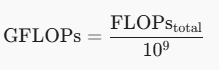 GFLOPs = FLOPs_total / 10^9